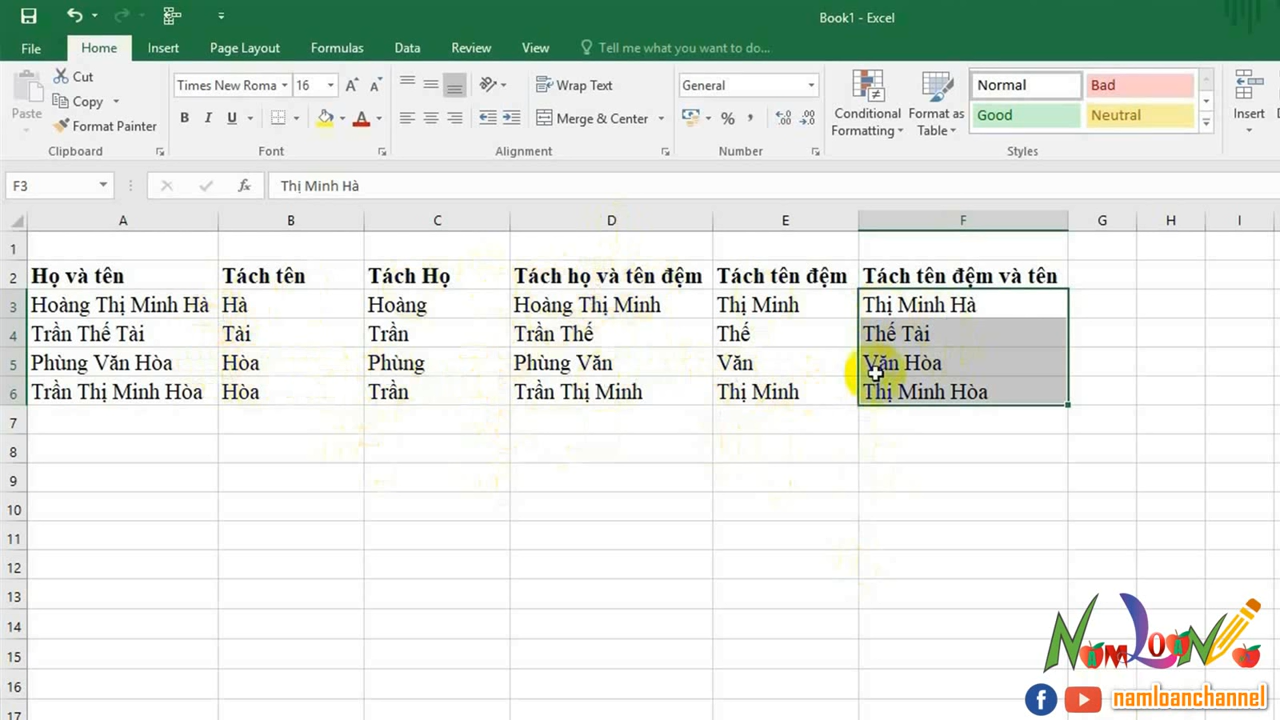 Book1 - Excel
File Home Insert Page Layout Formulas Data Review View Tell me what you want to do...
Paste
Cut
Copy
Format Painter
Clipboard
Times New Roma 16
B I U
Font
Wrap Text
Merge & Center
Alignment
General
%
Number
Conditional Formatting
Format as Table
Normal Bad
Good Neutral
Styles
Insert
F3 fx Thị Minh Hà
A B C D E F G H I
1
2 Họ và tên Tách tên Tách Họ Tách họ và tên đệm Tách tên đệm Tách tên đệm và tên
3 Hoàng Thị Minh Hà Hà Hoàng Hoàng Thị Minh Thị Minh Thị Minh Hà
4 Trần Thế Tài Tài Trần Trần Thế Thế Thế Tài
5 Phùng Văn Hòa Hòa Phùng Phùng Văn Văn Văn Hòa
6 Trần Thị Minh Hòa Hòa Trần Trần Thị Minh Thị Minh Thị Minh Hòa
7
8
9
10
11
12
13
14
15
16
17
NAM LOAN
namloanchannel